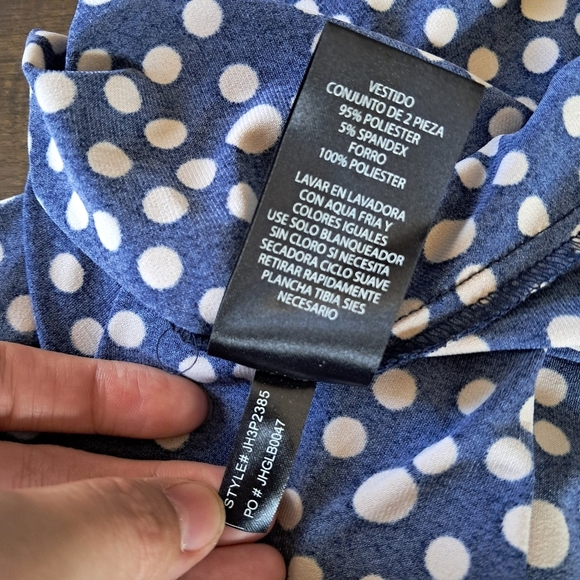 VESTIDO
CONJUNTO DE 2 PIEZA
95% POLIESTER
5% SPANDEX
FORRO
100% POLIESTER
LAVAR EN LAVADORA
CON AQUA FRIA Y
COLORES IGUALES
USE SOLO BLANQUEADOR
SIN CLORO SI NECESITA
SECADORA CICLO SUAVE
RETIRAR RAPIDAMENTE
PLANCHA TIBIA SIES
NECESARIO
STYLE# JH3P2385
PO # JHGLB0047